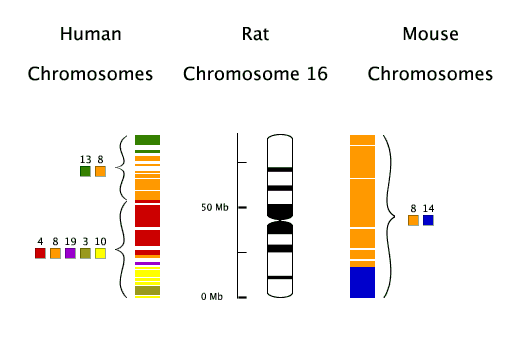 Human Rat Mouse
Chromosomes Chromosome 16 Chromosomes
13 8
50 Mb
8 14
4 8 19 3 10
0 Mb